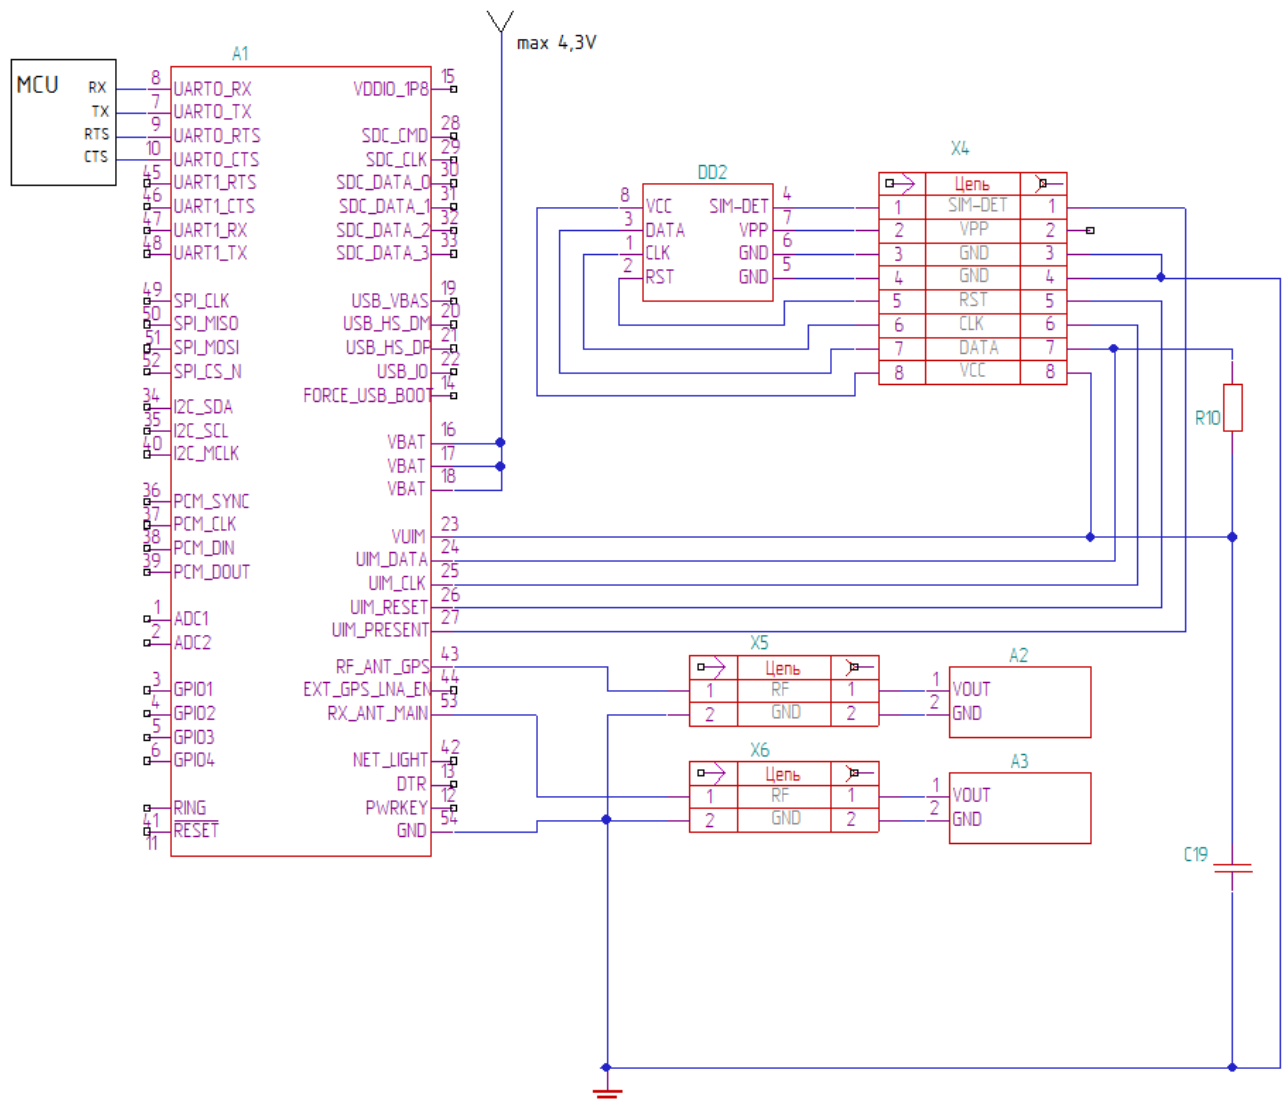 max 4,3V
A1
MCU
RX 8 UART0_RX
TX 7 UART0_TX
RTS 9 UART0_RTS
CTS 10 UART0_CTS
45 UART1_RTS
46 UART1_CTS
47 UART1_RX
48 UART1_TX
49 SPI_CLK
50 SPI_MISO
51 SPI_MOSI
52 SPI_CS_N
34 I2C_SDA
35 I2C_SCL
40 I2C_MCLK
36 PCM_SYNC
37 PCM_CLK
38 PCM_DIN
39 PCM_DOUT
1 ADC1
2 ADC2
3 GPIO1
4 GPIO2
5 GPIO3
6 GPIO4
RING
41 RESET
11
VDDIO_1P8 15
SDC_CMD 28
SDC_CLK 29
SDC_DATA_0 30
SDC_DATA_1 31
SDC_DATA_2 32
SDC_DATA_3 33
USB_VBAS 19
USB_HS_DM 20
USB_HS_DP 21
USB_IO 22
FORCE_USB_BOOT 14
VBAT 16
VBAT 17
VBAT 18
VUIM 23
UIM_DATA 24
UIM_CLK 25
UIM_RESET 26
UIM_PRESENT 27
RF_ANT_GPS 43
EXT_GPS_LNA_EN 44
RX_ANT_MAIN 53
NET_LIGHT 42
DTR 13
PWRKEY 12
GND 54
DD2
8 VCC SIM-DET 4
3 DATA VPP 7
1 CLK GND 6
2 RST GND 5
X4
Цепь
1 SIM-DET 1
2 VPP 2
3 GND 3
4 GND 4
5 RST 5
6 CLK 6
7 DATA 7
8 VCC 8
R10
X5
Цепь
1 RF 1
2 GND 2
A2
1 VOUT
2 GND
X6
Цепь
1 RF 1
2 GND 2
A3
1 VOUT
2 GND
C19